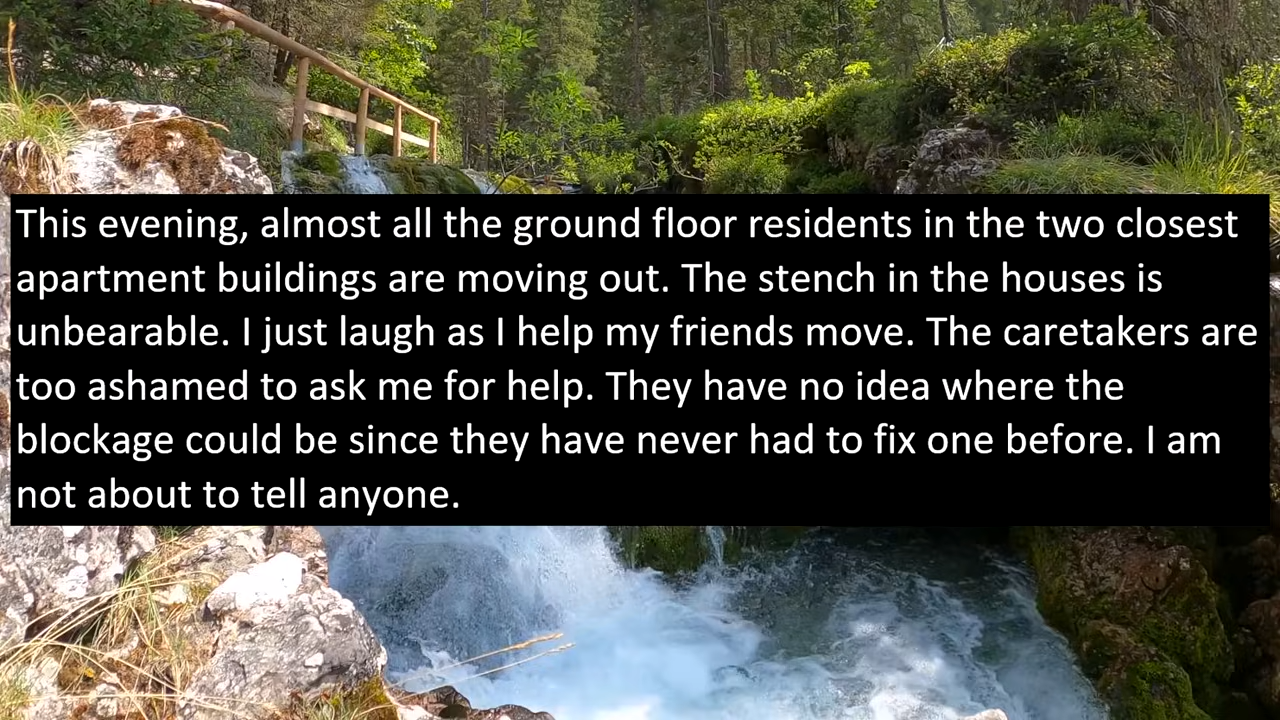 This evening, almost all the ground floor residents in the two closest
apartment buildings are moving out. The stench in the houses is
unbearable. I just laugh as I help my friends move. The caretakers are
too ashamed to ask me for help. They have no idea where the
blockage could be since they have never had to fix one before. I am
not about to tell anyone.